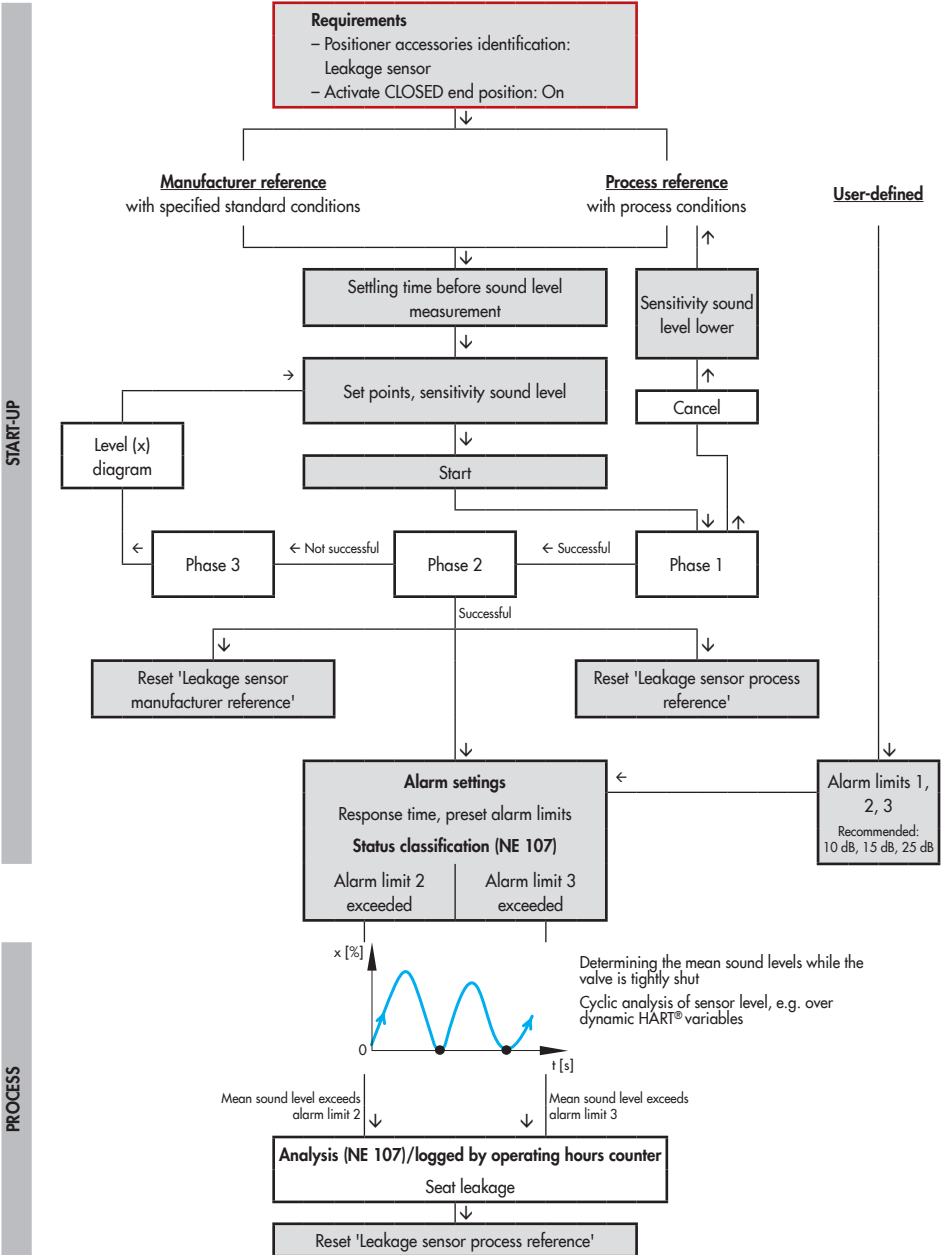 START-UP
Requirements
– Positioner accessories identification:
Leakage sensor
– Activate CLOSED end position: On
Manufacturer reference
with specified standard conditions
Process reference
with process conditions
User-defined
Settling time before sound level
measurement
Sensitivity sound
level lower
Set points, sensitivity sound level
Cancel
Level (x)
diagram
Start
Phase 3
← Not successful
Phase 2
← Successful
Phase 1
Successful
Reset 'Leakage sensor
manufacturer reference'
Reset 'Leakage sensor process
reference'
Alarm settings
Response time, preset alarm limits
Status classification (NE 107)
Alarm limit 2
exceeded
Alarm limit 3
exceeded
Alarm limits 1,
2, 3
Recommended:
10 dB, 15 dB, 25 dB
PROCESS
x [%]
0
t [s]
Determining the mean sound levels while the
valve is tightly shut
Cyclic analysis of sensor level, e.g. over
dynamic HART® variables
Mean sound level exceeds
alarm limit 2
Mean sound level exceeds
alarm limit 3
Analysis (NE 107)/logged by operating hours counter
Seat leakage
Reset 'Leakage sensor process reference'